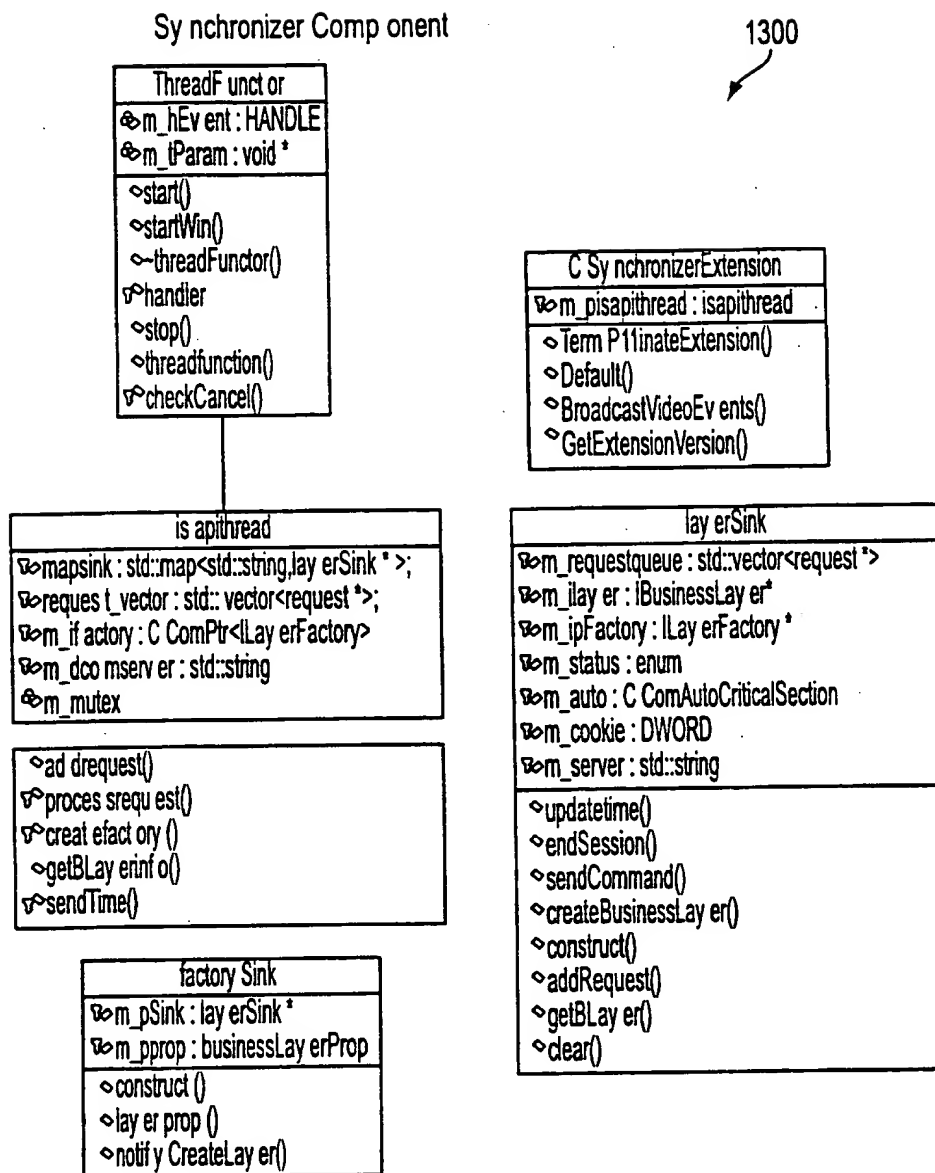 Sy nchronizer Comp onent
1300
ThreadF unct or
m_hEv ent : HANDLE
m_tParam : void *
start()
startWin()
~threadFunctor()
handler
stop()
threadfunction()
checkCancel()
C Sy nchronizerExtension
m_pisapithread : isapithread
Term P11inateExtension()
Default()
BroadcastVideoEv ents()
GetExtensionVersion()
is apithread
mapsink : std::map<std::string,lay erSink * >;
reques t_vector : std:: vector<request *>;
m_if actory : C ComPtr<ILay erFactory>
m_dco mserv er : std::string
m_mutex
ad drequest()
proces srequ est()
creat efact ory ()
getBLay erinf o()
sendTime()
lay erSink
m_requestqueue : std::vector<request *>
m_ilay er : IBusinessLay er*
m_ipFactory : ILay erFactory *
m_status : enum
m_auto : C ComAutoCriticalSection
m_cookie : DWORD
m_server : std::string
updatetime()
endSession()
sendCommand()
createBusinessLay er()
construct()
addRequest()
getBLay er()
clear()
factory Sink
m_pSink : lay erSink *
m_pprop : businessLay erProp
construct ()
lay er prop ()
notif y CreateLay er()